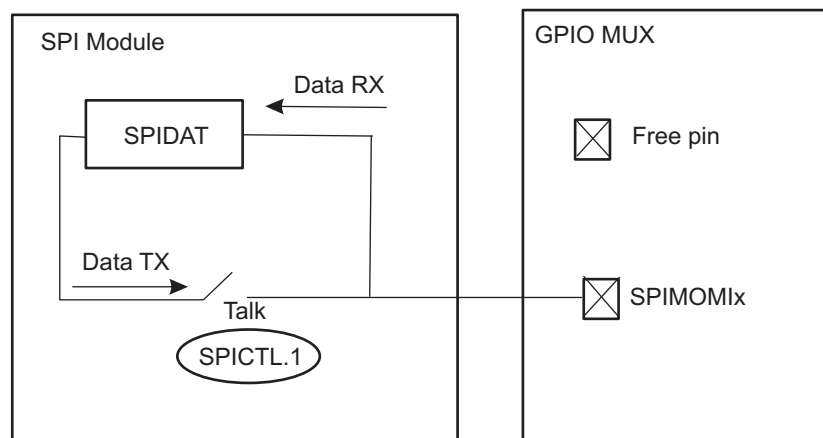 SPI Module
GPIO MUX
Data RX
SPIDAT
Free pin
Data TX
SPIMOMIx
Talk
SPICTL.1